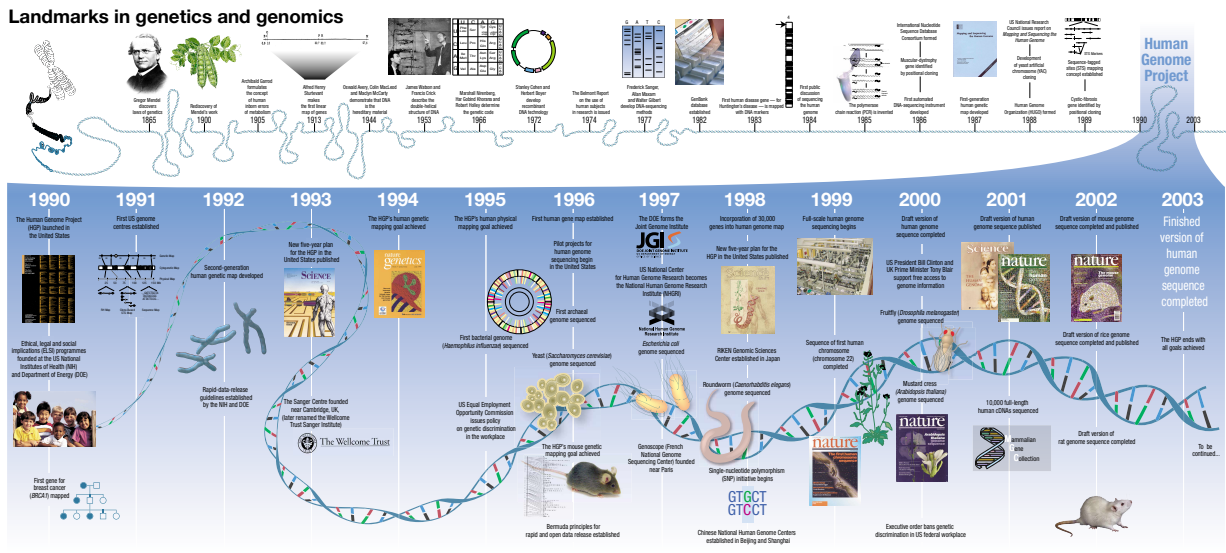 Landmarks in genetics and genomics
Gregor Mendel
discovers
laws of genetics
1865
Rediscovery of
Mendel's work
1900
Archibald Garrod
formulates
the concept
of human
inborn errors
of metabolism
1905
Alfred Henry
Sturtevant
makes the
first linear
map of genes
1913
Oswald Avery, Colin MacLeod
and Maclyn McCarty
demonstrate that DNA
is the
hereditary material
1944
James Watson and
Francis Crick
describe the
double-helical
structure of DNA
1953
Marshall Nirenberg,
Har Gobind Khorana and
Robert Holley determine
the genetic code
1966
Stanley Cohen and
Herbert Boyer
develop
recombinant
DNA technology
1972
The Belmont Report
on the use of
human subjects
in research is issued
1974
G A T C
Frederick Sanger,
Allan Maxam
and Walter Gilbert
develop DNA-sequencing
methods
1977
GenBank
database
established
1982
First human disease gene — for
Huntington's disease — is mapped
with DNA markers
1983
First public
discussion
of sequencing
the human
genome
1984
The polymerase
chain reaction (PCR) is invented
1985
International Nucleotide
Sequence Database
Consortium formed
Muscular-dystrophy
gene identified
by positional cloning
First automated
DNA-sequencing instrument
developed
1986
First-generation
human genetic
map developed
1987
US National Research
Council issues report on
Mapping and Sequencing the
Human Genome
Development
of yeast artificial
chromosome (YAC)
cloning
Human Genome
Organization (HUGO) formed
1988
Sequence-tagged
sites (STS) mapping
concept established
Cystic-fibrosis
gene identified by
positional cloning
1989
Human
Genome
Project
1990
2003
1990
The Human Genome Project
(HGP) launched in
the United States
Ethical, legal and social
implications (ELSI) programmes
founded at the US National
Institutes of Health (NIH)
and Department of Energy (DOE)
First gene for
breast cancer
(BRCA1) mapped
1991
First US genome
centres established
1992
Second-generation
human genetic map developed
Rapid-data-release
guidelines established
by the NIH and DOE
1993
New five-year plan
for the HGP in the
United States published
SCIENCE
The Sanger Centre founded
near Cambridge, UK,
(later renamed the Wellcome
Trust Sanger Institute)
The Wellcome Trust
1994
The HGP's human genetic
mapping goal achieved
nature
genetics
1995
The HGP's human physical
mapping goal achieved
First bacterial genome
(Haemophilus influenzae) sequenced
US Equal Employment
Opportunity Commission
issues policy
on genetic discrimination
in the workplace
1996
First human gene map established
Pilot projects for
human genome
sequencing begin
in the United States
First archaeal
genome sequenced
Yeast (Saccharomyces cerevisiae)
genome sequenced
The HGP's mouse genetic
mapping goal achieved
Bermuda principles for
rapid and open data release established
1997
The DOE forms the
Joint Genome Institute
JGI
DOE JOINT GENOME INSTITUTE
US National Center
for Human Genome Research becomes
the National Human Genome Research
Institute (NHGRI)
National Human Genome
Research Institute
Escherichia coli
genome sequenced
Genoscope (French
National Genome
Sequencing Center) founded
near Paris
1998
Incorporation of 30,000
genes into human genome map
New five-year plan for the
HGP in the United States published
RIKEN Genomic Sciences
Center established in Japan
Roundworm (Caenorhabditis elegans)
genome sequenced
Single-nucleotide polymorphism
(SNP) initiative begins
GTGCT
GTCCT
Chinese National Human Genome Centers
established in Beijing and Shanghai
1999
Full-scale human genome
sequencing begins
Sequence of first human
chromosome
(chromosome 22)
completed
nature
2000
Draft version of
human genome
sequence completed
US President Bill Clinton and
UK Prime Minister Tony Blair
support free access to
genome information
Fruitfly (Drosophila melanogaster)
genome sequenced
Mustard cress
(Arabidopsis thaliana)
genome sequenced
nature
Executive order bans genetic
discrimination in US federal workplace
2001
Draft version of human
genome sequence published
Science
nature
10,000 full-length
human cDNAs sequenced
Mammalian
Gene
Collection
2002
Draft version of mouse genome
sequence completed and published
nature
Draft version of rice genome
sequence completed and published
Draft version of
rat genome sequence completed
2003
Finished
version of
human
genome
sequence
completed
The HGP ends with
all goals achieved
To be
continued...